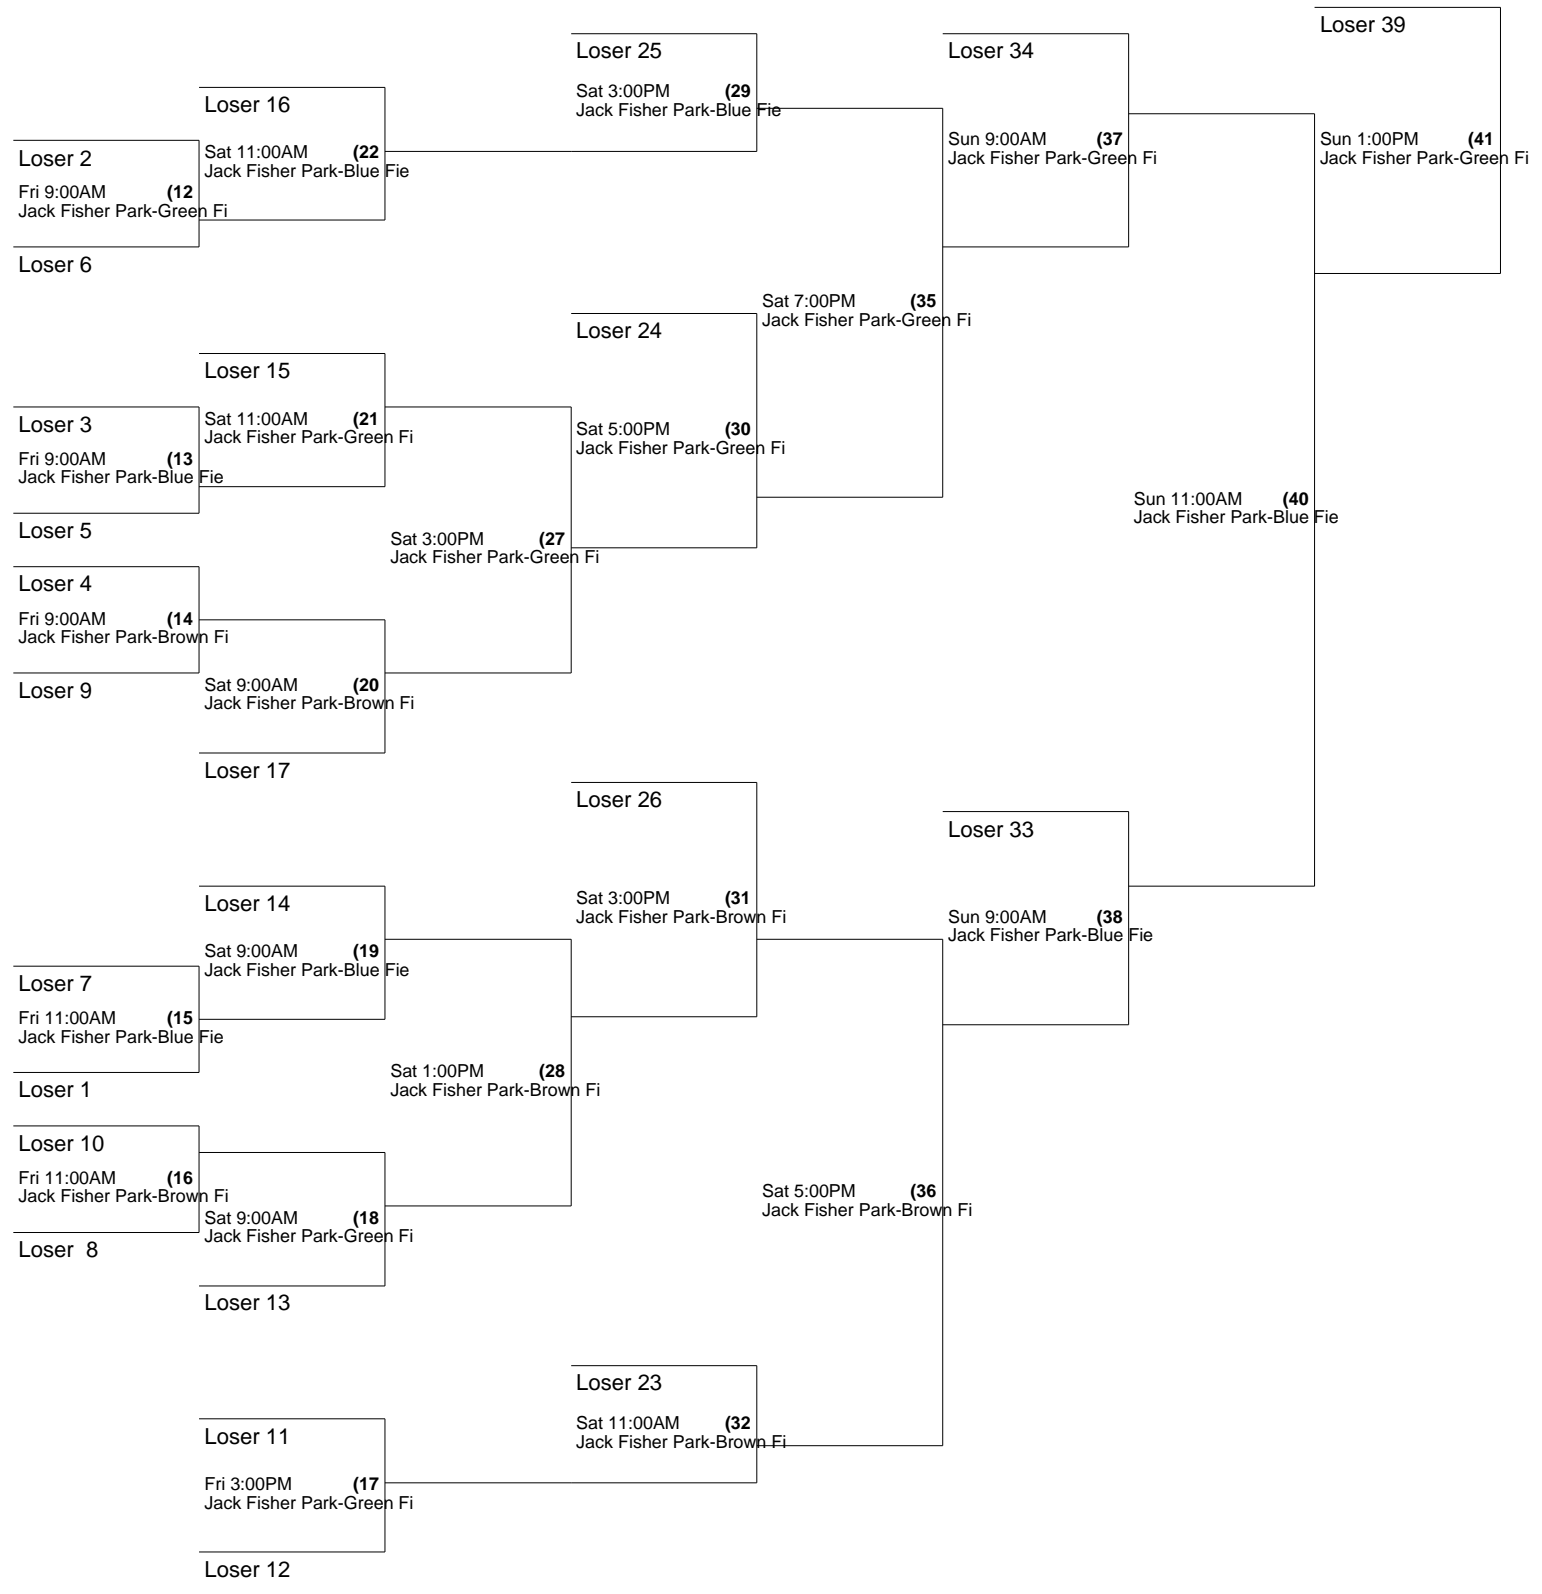 Loser 39
Loser 25
Loser 34
Sat 3:00PM (29
Jack Fisher Park-Blue Fie
Loser 16
Sun 9:00AM (37
Jack Fisher Park-Green Fi
Sun 1:00PM (41
Jack Fisher Park-Green Fi
Loser 2
Sat 11:00AM (22
Jack Fisher Park-Blue Fie
Fri 9:00AM (12
Jack Fisher Park-Green Fi
Loser 6
Sat 7:00PM (35
Jack Fisher Park-Green Fi
Loser 24
Loser 15
Loser 3
Sat 11:00AM (21
Jack Fisher Park-Green Fi
Sat 5:00PM (30
Jack Fisher Park-Green Fi
Fri 9:00AM (13
Jack Fisher Park-Blue Fie
Sun 11:00AM (40
Jack Fisher Park-Blue Fie
Loser 5
Sat 3:00PM (27
Jack Fisher Park-Green Fi
Loser 4
Fri 9:00AM (14
Jack Fisher Park-Brown Fi
Loser 9
Sat 9:00AM (20
Jack Fisher Park-Brown Fi
Loser 17
Loser 26
Loser 33
Loser 14
Sat 3:00PM (31
Jack Fisher Park-Brown Fi
Sun 9:00AM (38
Jack Fisher Park-Blue Fie
Sat 9:00AM (19
Jack Fisher Park-Blue Fie
Loser 7
Fri 11:00AM (15
Jack Fisher Park-Blue Fie
Sat 1:00PM (28
Jack Fisher Park-Brown Fi
Loser 1
Loser 10
Fri 11:00AM (16
Jack Fisher Park-Brown Fi
Sat 5:00PM (36
Jack Fisher Park-Brown Fi
Sat 9:00AM (18
Jack Fisher Park-Green Fi
Loser 8
Loser 13
Loser 23
Sat 11:00AM (32
Jack Fisher Park-Brown Fi
Loser 11
Fri 3:00PM (17
Jack Fisher Park-Green Fi
Loser 12